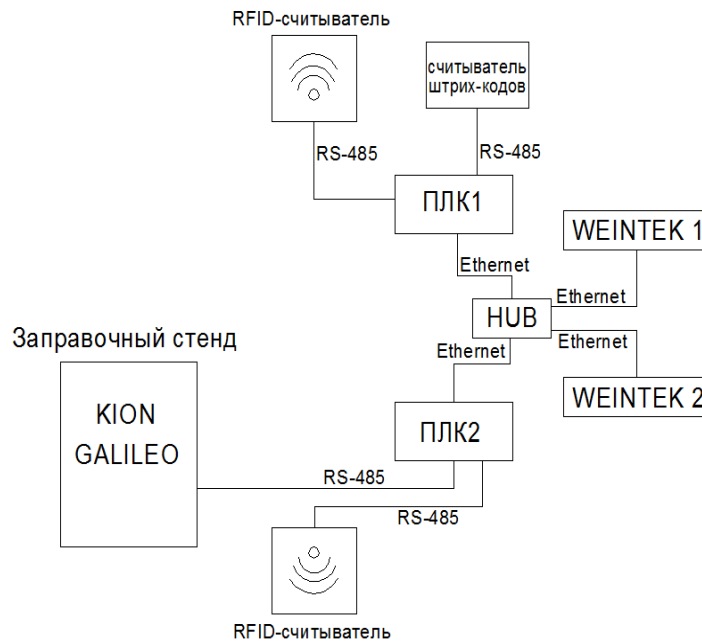 RFID-считыватель
считыватель
штрих-кодов
RS-485
RS-485
ПЛК1
WEINTEK 1
Ethernet
Ethernet
HUB
Ethernet
Ethernet
Заправочный стенд
WEINTEK 2
KION
GALILEO
ПЛК2
RS-485
RS-485
RFID-считыватель